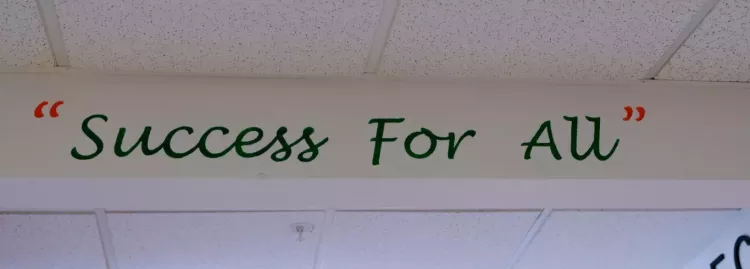 “Success For All”